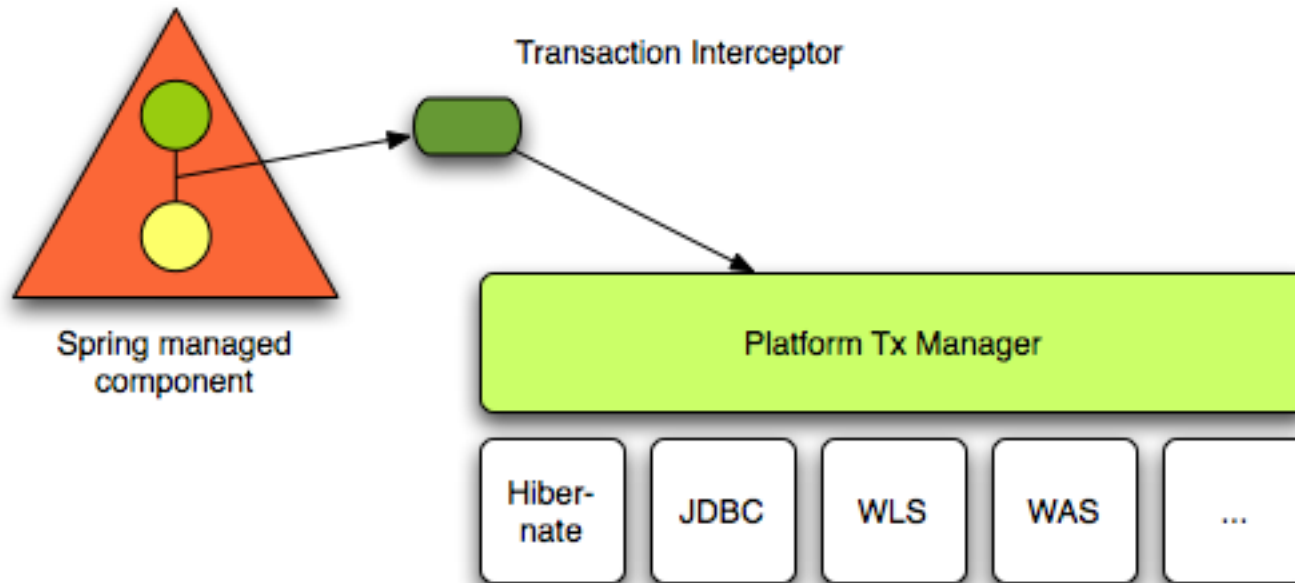 Transaction Interceptor
Spring managed
component
Platform Tx Manager
Hiber-
nate
JDBC
WLS
WAS
...